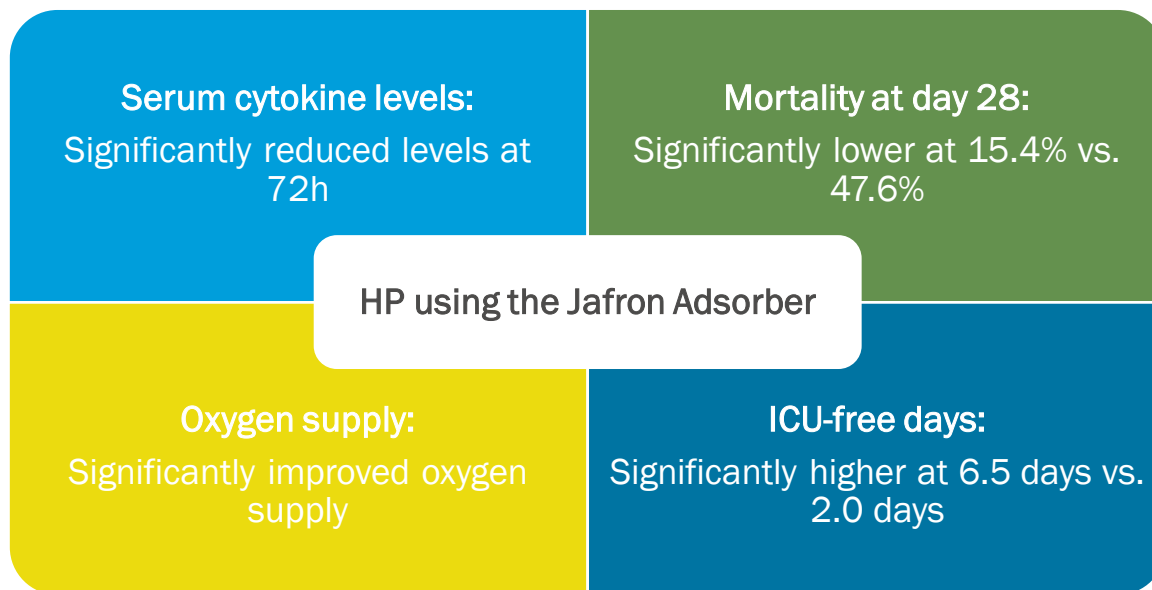 Serum cytokine levels:
Significantly reduced levels at
72h
Mortality at day 28:
Significantly lower at 15.4% vs.
47.6%
HP using the Jafron Adsorber
Oxygen supply:
Significantly improved oxygen
supply
ICU-free days:
Significantly higher at 6.5 days vs.
2.0 days